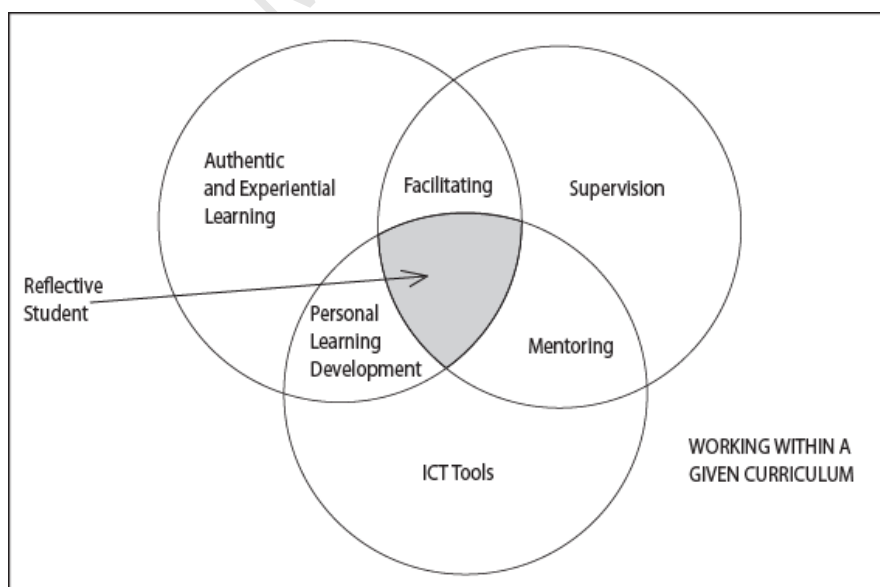 Authentic
and Experiential
Learning
Facilitating
Supervision
Reflective
Student
Personal
Learning
Development
Mentoring
ICT Tools
WORKING WITHIN A
GIVEN CURRICULUM